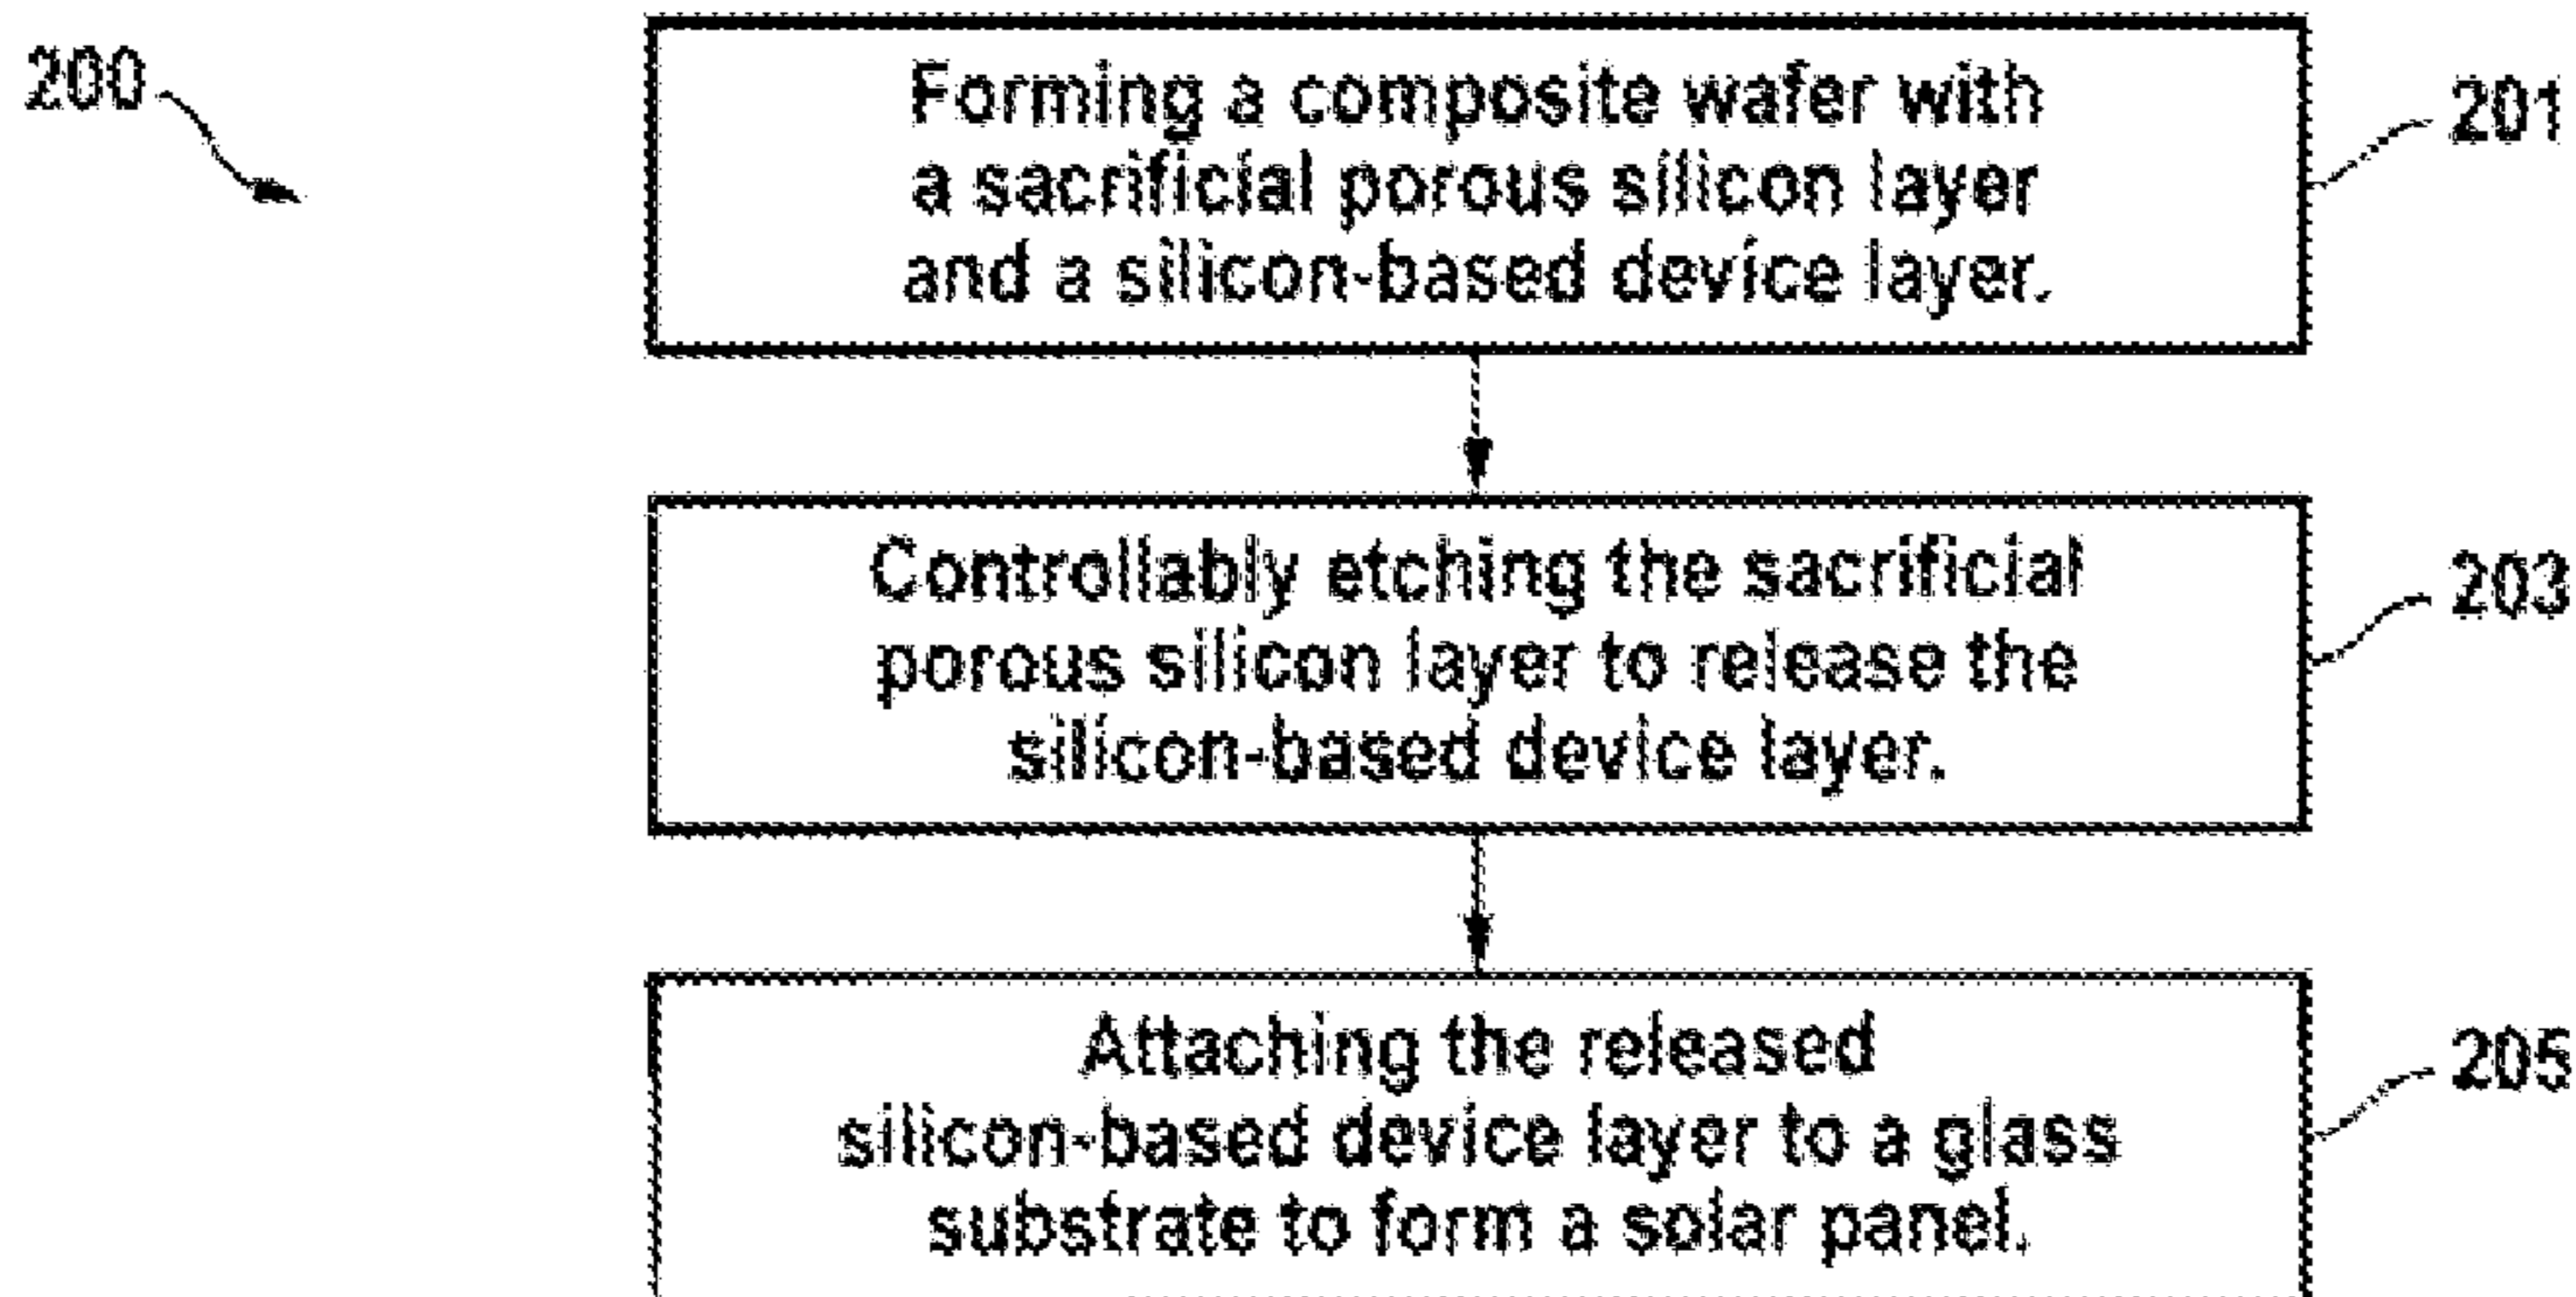 200
Forming a composite wafer with
a sacrificial porous silicon layer
and a silicon-based device layer.
201
Controllably etching the sacrificial
porous silicon layer to release the
silicon-based device layer.
203
Attaching the released
silicon-based device layer to a glass
substrate to form a solar panel.
205